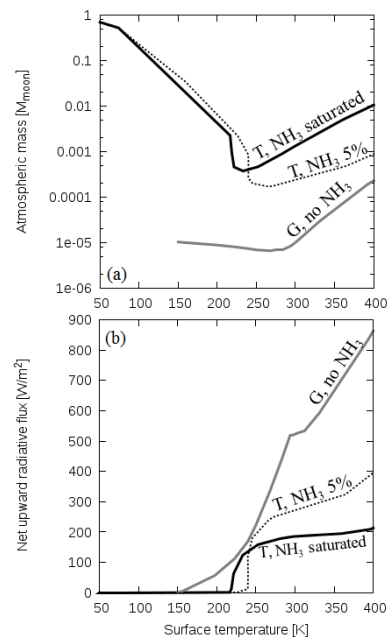 Atmospheric mass [M_moon]
1
0.1
0.01
0.001
0.0001
1e-05
1e-06
T, NH₃ saturated
T, NH₃ 5%
G, no NH₃
(a)
50 100 150 200 250 300 350 400
Net upward radiative flux [W/m²]
900
800
700
600
500
400
300
200
100
0
(b)
G, no NH₃
T, NH₃ 5%
T, NH₃ saturated
50 100 150 200 250 300 350 400
Surface temperature [K]